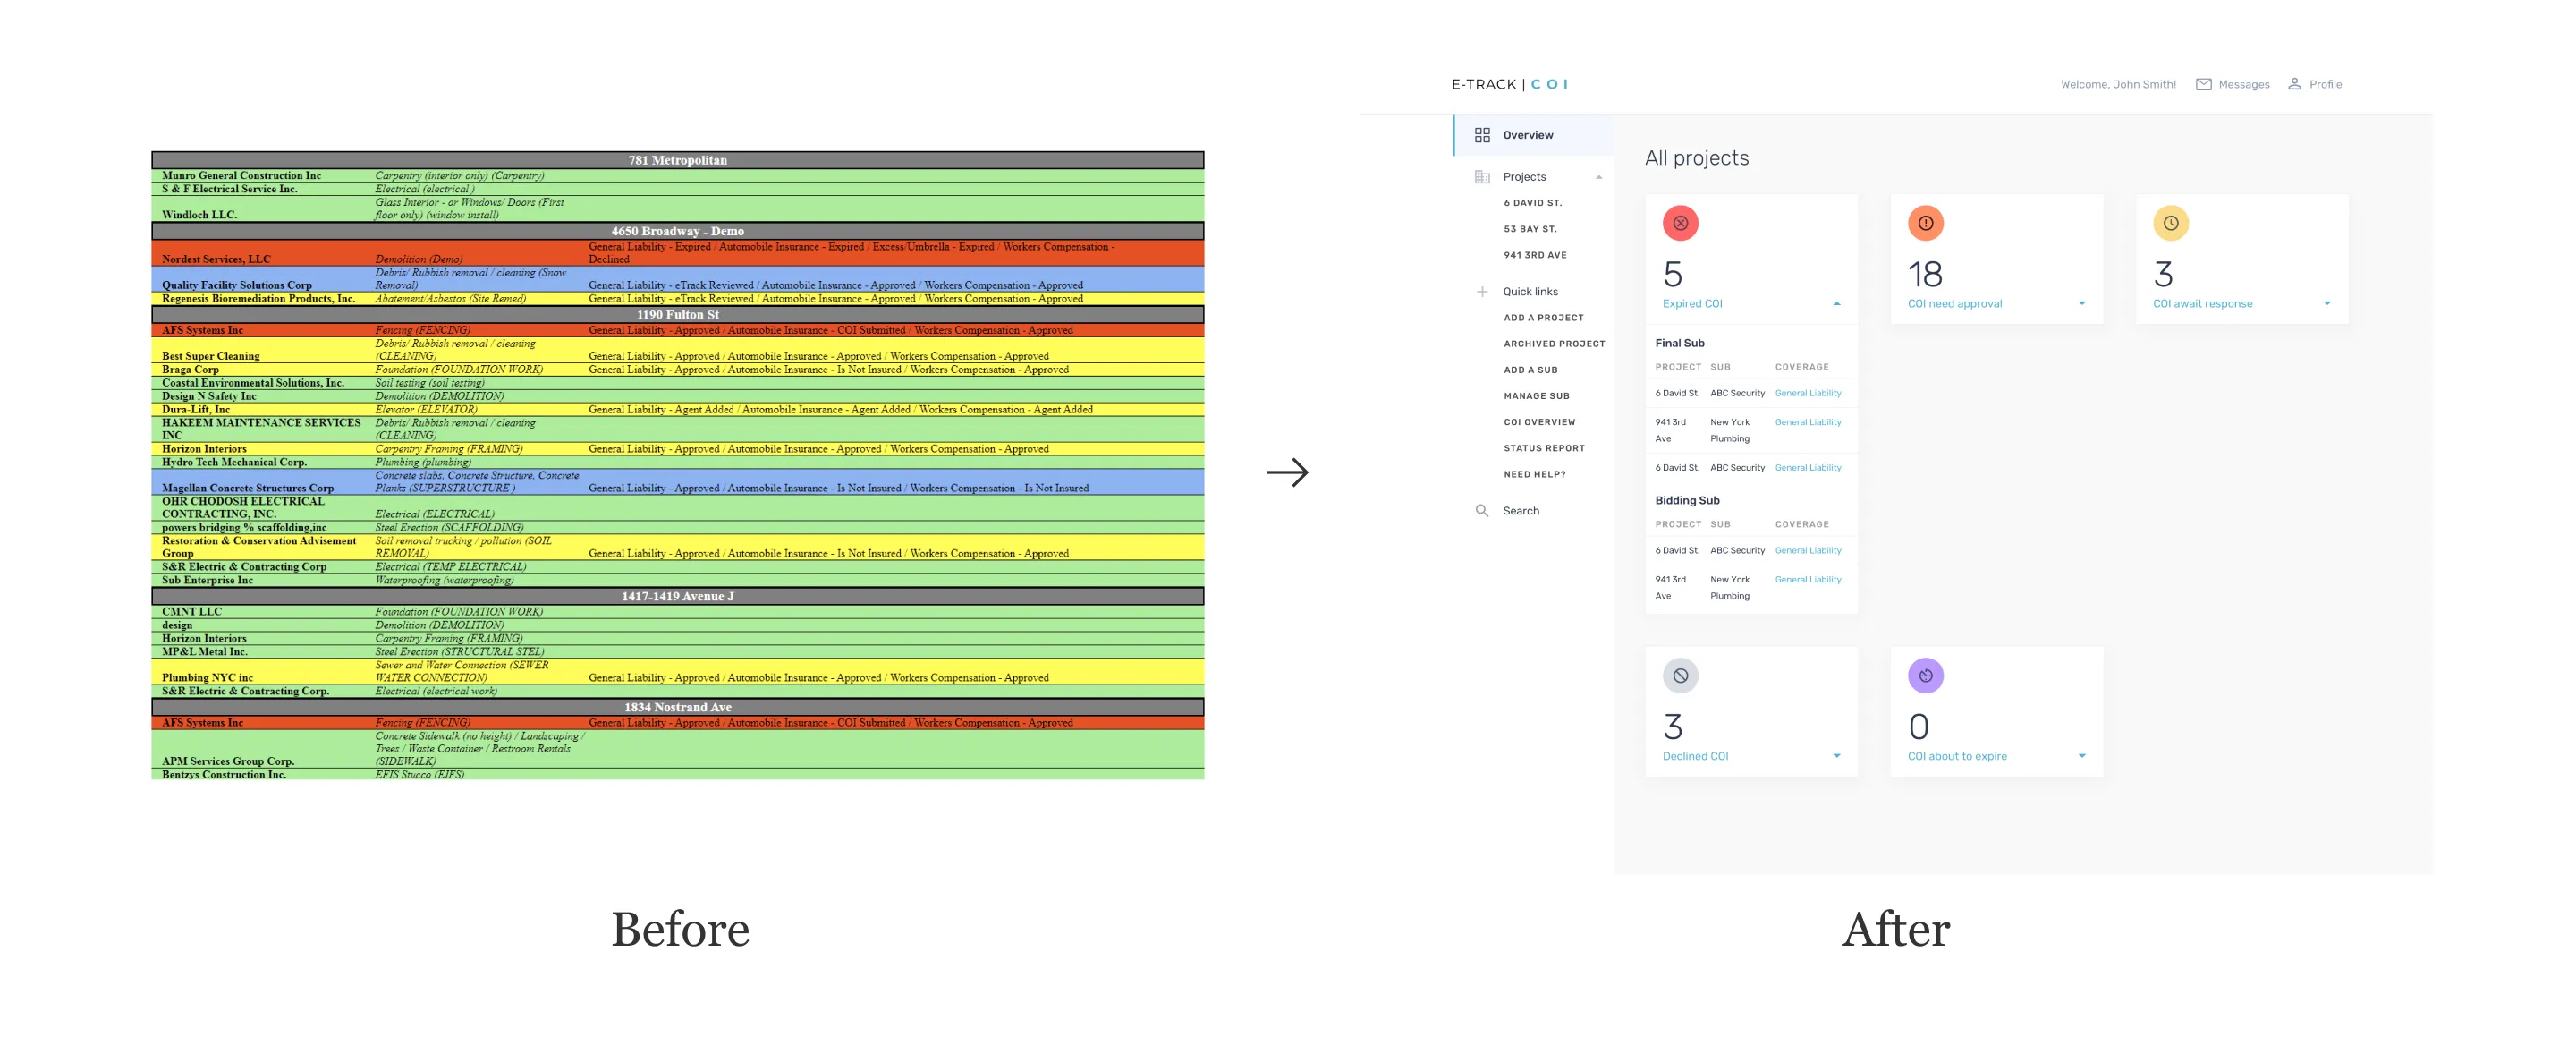 781 Metropolitan
Munro General Construction Inc Carpentry (interior only) (Carpentry)
S & F Electrical Service Inc. Electrical (electrical )
Glass Interior - or Windows/ Doors (First
Windloch LLC. floor only) (window install)
4650 Broadway - Demo
General Liability - Expired / Automobile Insurance - Expired / Excess/Umbrella - Expired / Workers Compensation -
Nordest Services, LLC Demolition (Demo) Declined
Debris/ Rubbish removal / cleaning (Snow
Quality Facility Solutions Corp Removal) General Liability - eTrack Reviewed / Automobile Insurance - Approved / Workers Compensation - Approved
Regenesis Bioremediation Products, Inc. Abatement/Asbestos (Site Remed) General Liability - eTrack Reviewed / Automobile Insurance - Approved / Workers Compensation - Approved
1190 Fulton St
AFS Systems Inc Fencing (FENCING) General Liability - Approved / Automobile Insurance - COI Submitted / Workers Compensation - Approved
Debris/ Rubbish removal / cleaning
Best Super Cleaning (CLEANING) General Liability - Approved / Automobile Insurance - Approved / Workers Compensation - Approved
Braga Corp Foundation (FOUNDATION WORK) General Liability - Approved / Automobile Insurance - Is Not Insured / Workers Compensation - Approved
Coastal Environmental Solutions, Inc. Soil testing (soil testing)
Design N Safety Inc Demolition (DEMOLITION)
Dura-Lift, Inc Elevator (ELEVATOR) General Liability - Agent Added / Automobile Insurance - Agent Added / Workers Compensation - Agent Added
HAKEEM MAINTENANCE SERVICES Debris/ Rubbish removal / cleaning
INC (CLEANING)
Horizon Interiors Carpentry Framing (FRAMING) General Liability - Approved / Automobile Insurance - Approved / Workers Compensation - Approved
Hydro Tech Mechanical Corp. Plumbing (plumbing)
Concrete slabs, Concrete Structure, Concrete
Magellan Concrete Structures Corp Planks (SUPERSTRUCTURE ) General Liability - Approved / Automobile Insurance - Is Not Insured / Workers Compensation - Is Not Insured
OHR CHODOSH ELECTRICAL
CONTRACTING, INC. Electrical (ELECTRICAL)
powers bridging % scaffolding,inc Steel Erection (SCAFFOLDING)
Restoration & Conservation Advisement Soil removal trucking / pollution (SOIL
Group REMOVAL) General Liability - Approved / Automobile Insurance - Is Not Insured / Workers Compensation - Approved
S&R Electric & Contracting Corp Electrical (TEMP ELECTRICAL)
Sub Enterprise Inc Waterproofing (waterproofing)
1417-1419 Avenue J
CMNT LLC Foundation (FOUNDATION WORK)
design Demolition (DEMOLITION)
Horizon Interiors Carpentry Framing (FRAMING)
MP&L Metal Inc. Steel Erection (STRUCTURAL STEL)
Sewer and Water Connection (SEWER
Plumbing NYC inc WATER CONNECTION) General Liability - Approved / Automobile Insurance - Approved / Workers Compensation - Approved
S&R Electric & Contracting Corp. Electrical (electrical work)
1834 Nostrand Ave
AFS Systems Inc Fencing (FENCING) General Liability - Approved / Automobile Insurance - COI Submitted / Workers Compensation - Approved
Concrete Sidewalk (no height) / Landscaping /
Trees / Waste Container / Restroom Rentals
APM Services Group Corp. (SIDEWALK)
Bentzys Construction Inc. EFIS Stucco (EIFS)
Before
E-TRACK | COI
Welcome, John Smith! Messages Profile
Overview
Projects
6 DAVID ST.
53 BAY ST.
941 3RD AVE
Quick links
ADD A PROJECT
ARCHIVED PROJECT
ADD A SUB
MANAGE SUB
COI OVERVIEW
STATUS REPORT
NEED HELP?
Search
All projects
5
Expired COI
Final Sub
PROJECT SUB COVERAGE
6 David St. ABC Security General Liability
941 3rd New York General Liability
Ave Plumbing
6 David St. ABC Security General Liability
Bidding Sub
PROJECT SUB COVERAGE
6 David St. ABC Security General Liability
941 3rd New York General Liability
Ave Plumbing
18
COI need approval
3
COI await response
3
Declined COI
0
COI about to expire
After